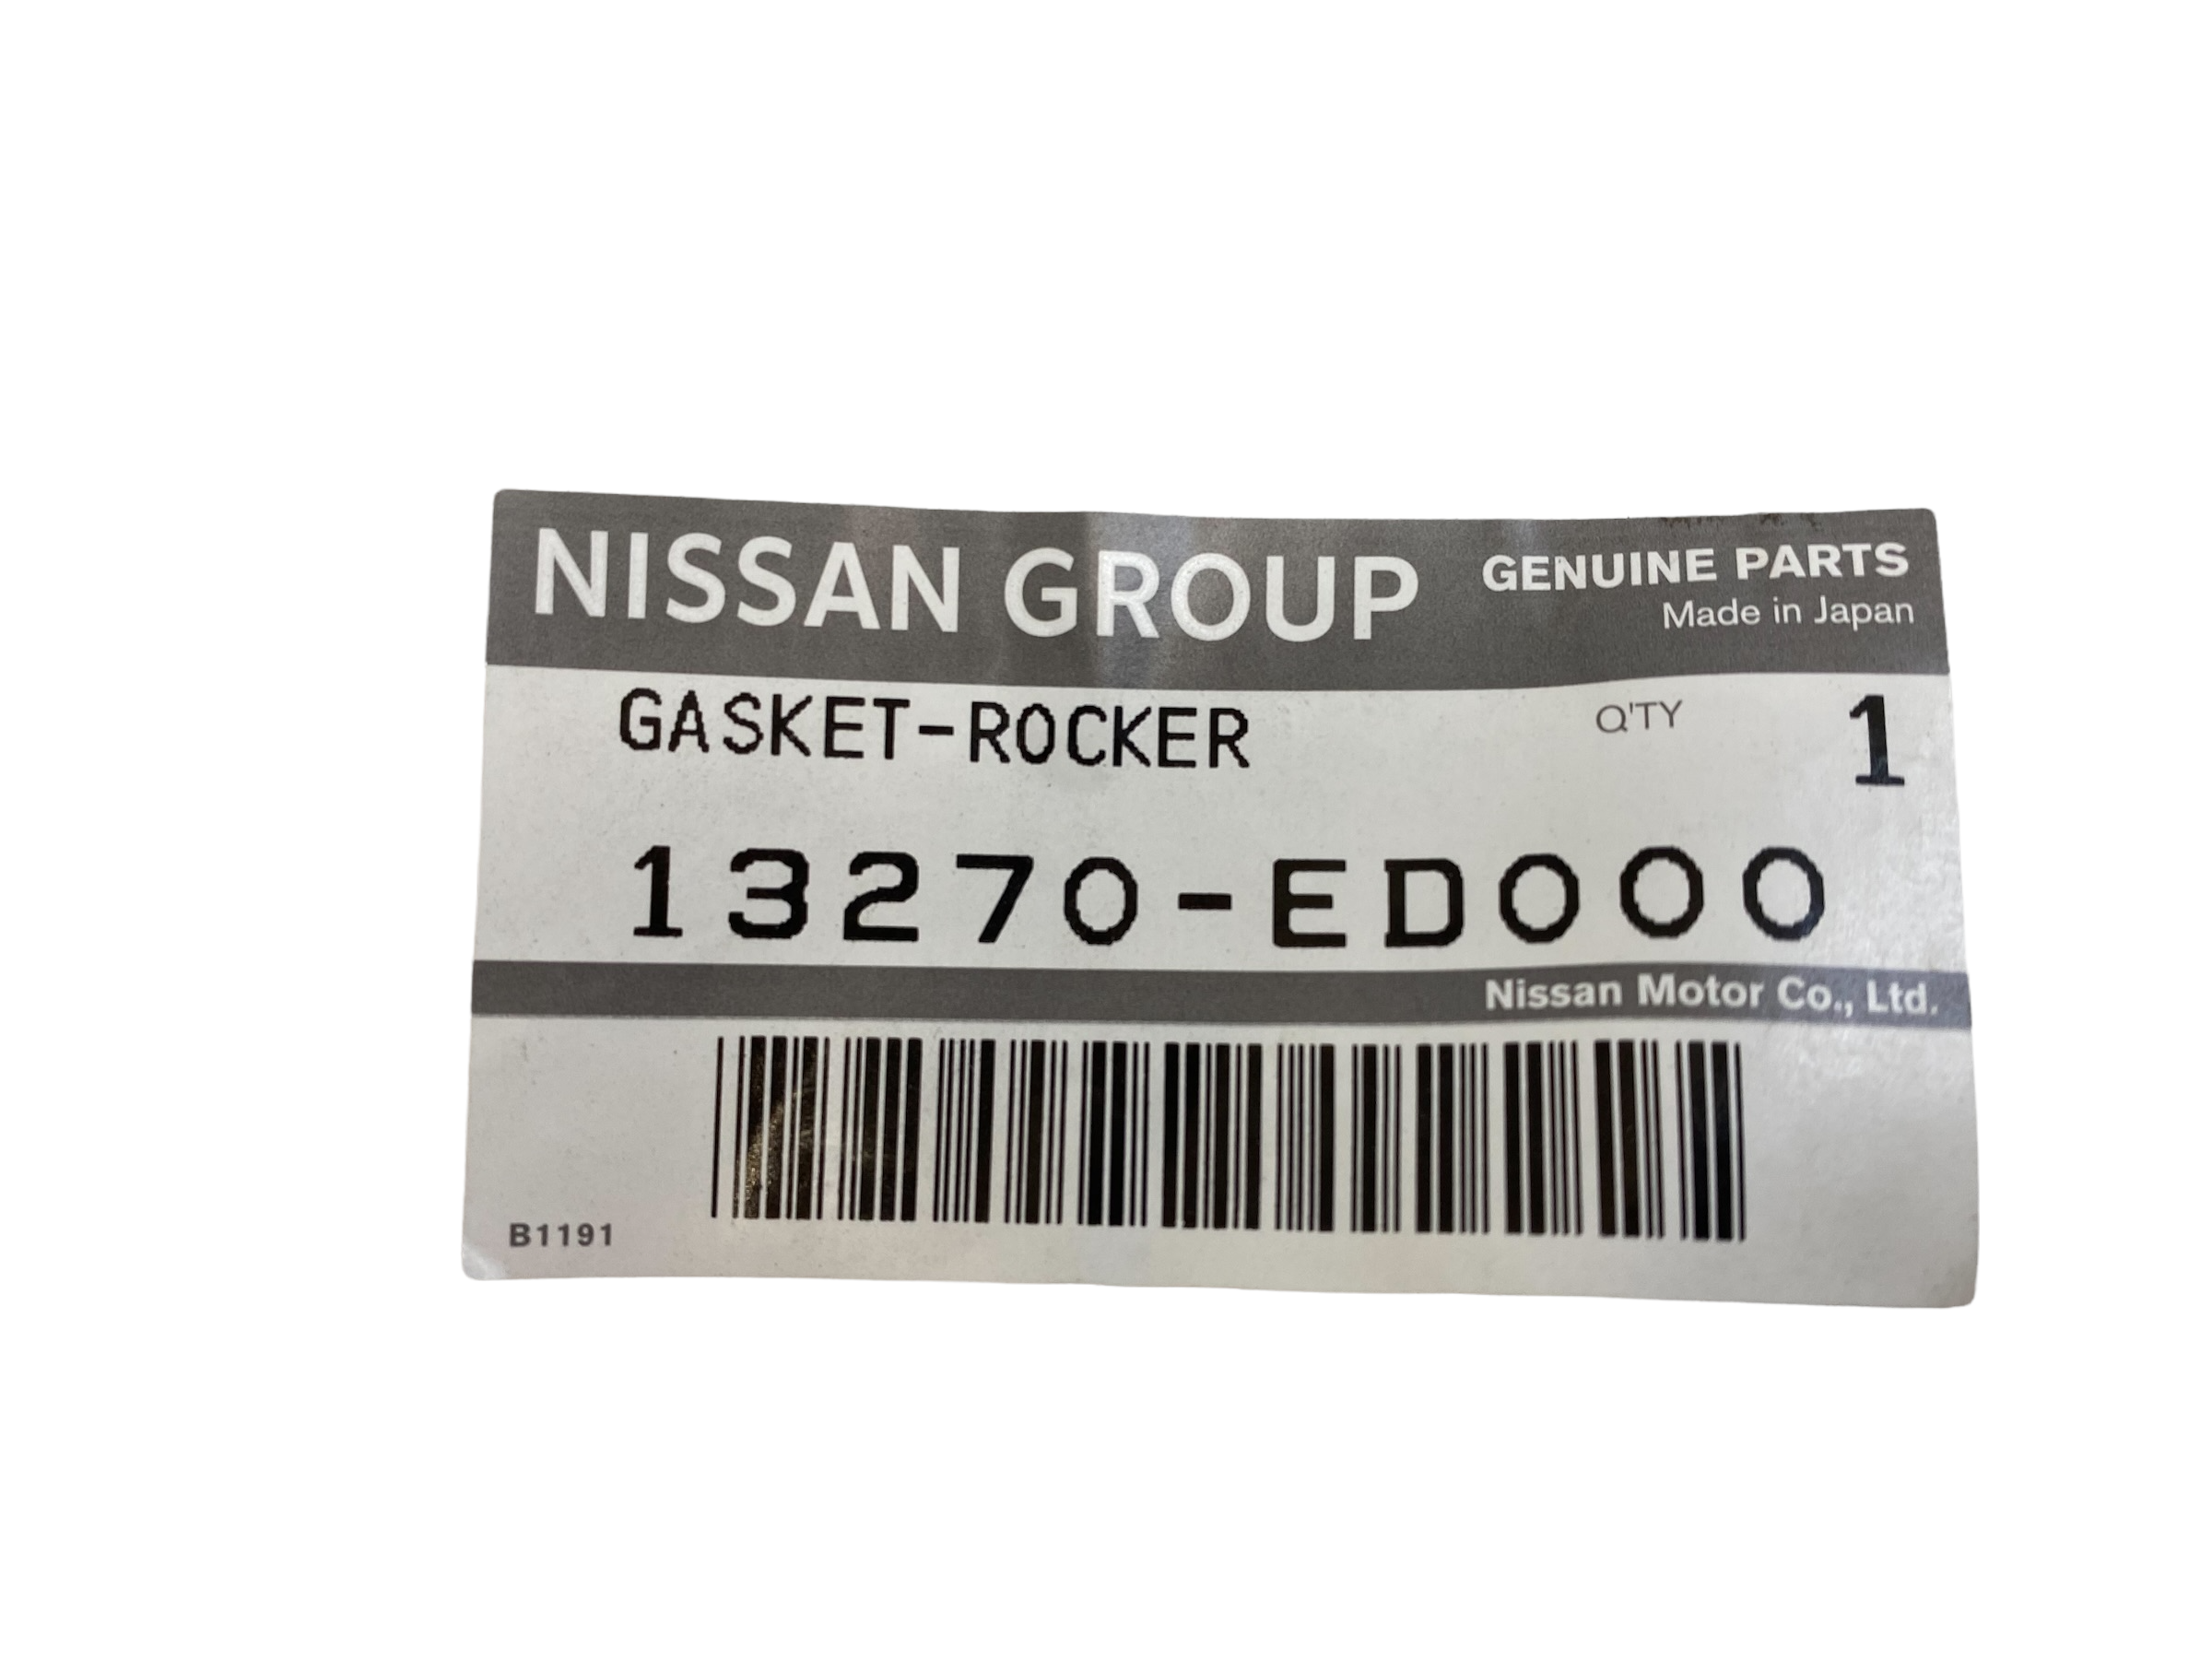 NISSAN GROUP GENUINE PARTS
Made in Japan
GASKET-ROCKER Q'TY 1
13270-ED000
Nissan Motor Co., Ltd.
B1191